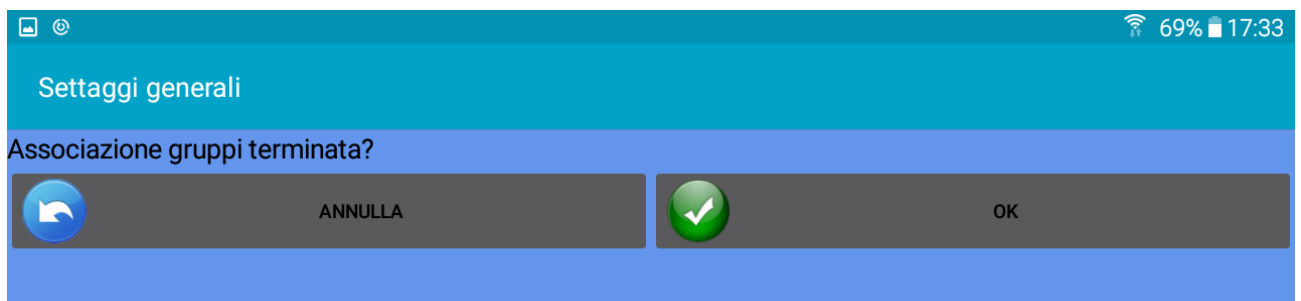 69% 17:33
Settaggi generali
Associazione gruppi terminata?
ANNULLA OK